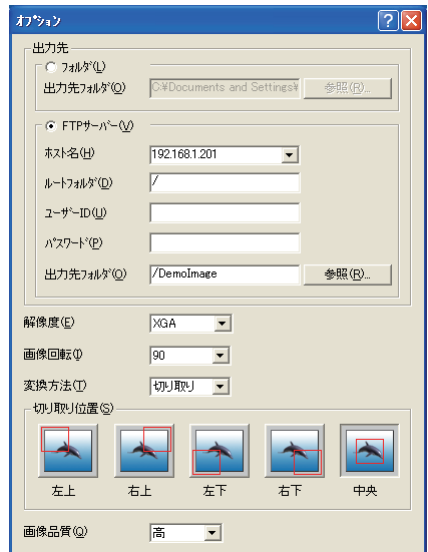 オプション
出力先
フォルダ(L)
出力先フォルダ(O) C:¥Documents and Settings¥ 参照(R)...
FTPサーバー(V)
ホスト名(H) 192.168.1.201
ルートフォルダ(D) /
ユーザーID(U)
パスワード(P)
出力先フォルダ(O) /DemoImage 参照(R)...
解像度(E) XGA
画像回転(I) 90
変換方法(T) 切り取り
切り取り位置(S)
左上 右上 左下 右下 中央
画像品質(Q) 高